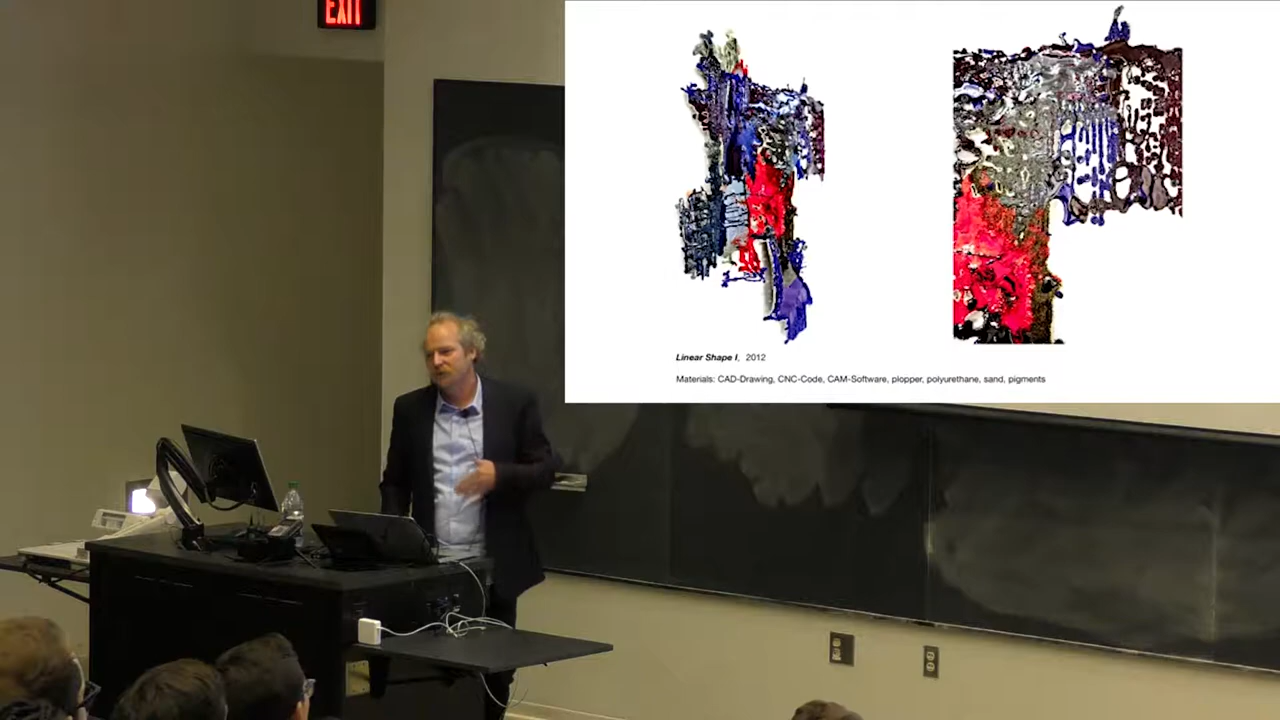 EXIT
Linear Shape I, 2012
Materials: CAD-Drawing, CNC-Code, CAM-Software, plopper, polyurethane, sand, pigments